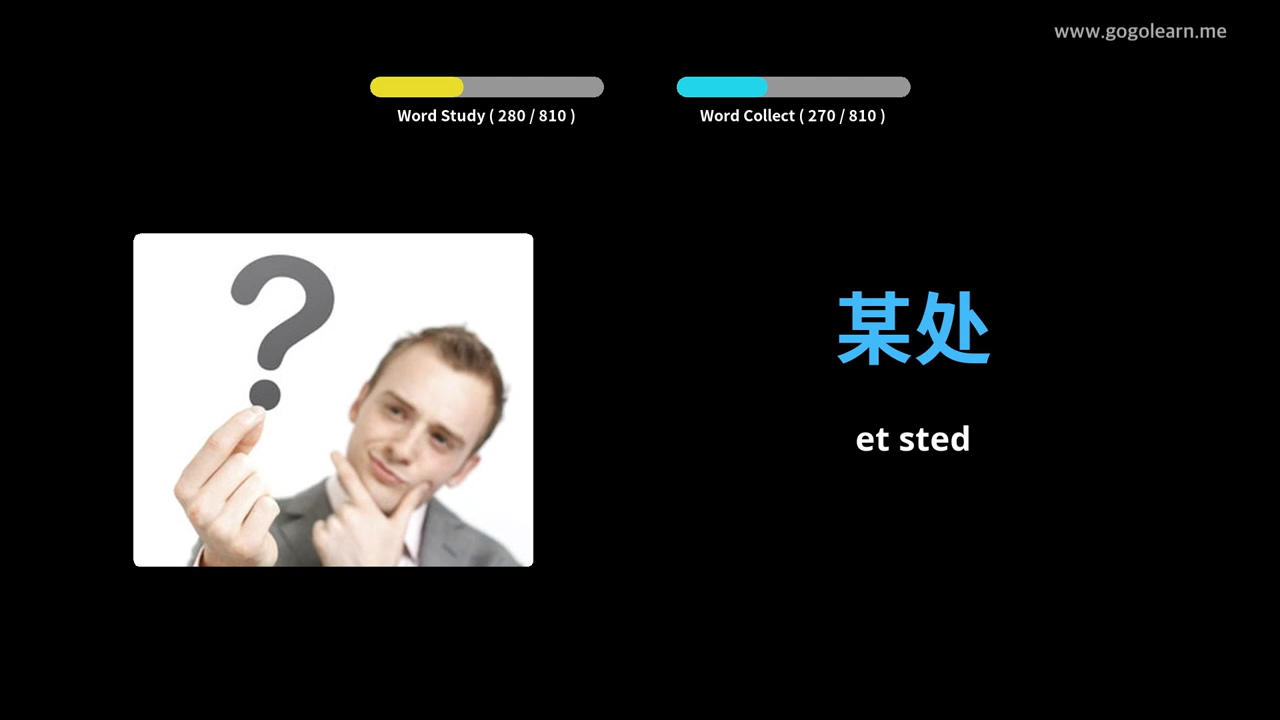 www.gogolearn.me
Word Study ( 280 / 810 )
Word Collect ( 270 / 810 )
?
某处
et sted